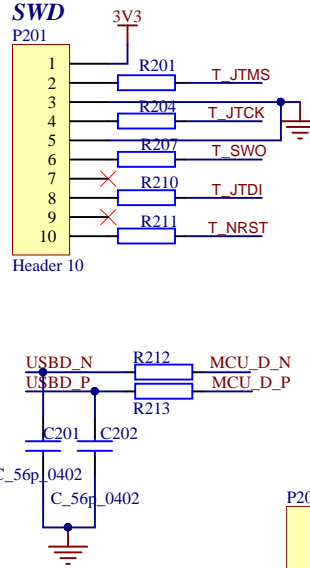 SWD
P201
3V3
1
R201
2
T_JTMS
3
R204
4
T_JTCK
5
R207
6
T_SWO
7
R210
8
T_JTDI
9
R211
10
T_NRST
Header 10
USBD_N
R212
MCU_D_N
USBD_P
MCU_D_P
R213
C201
C202
C_56p_0402
C_56p_0402